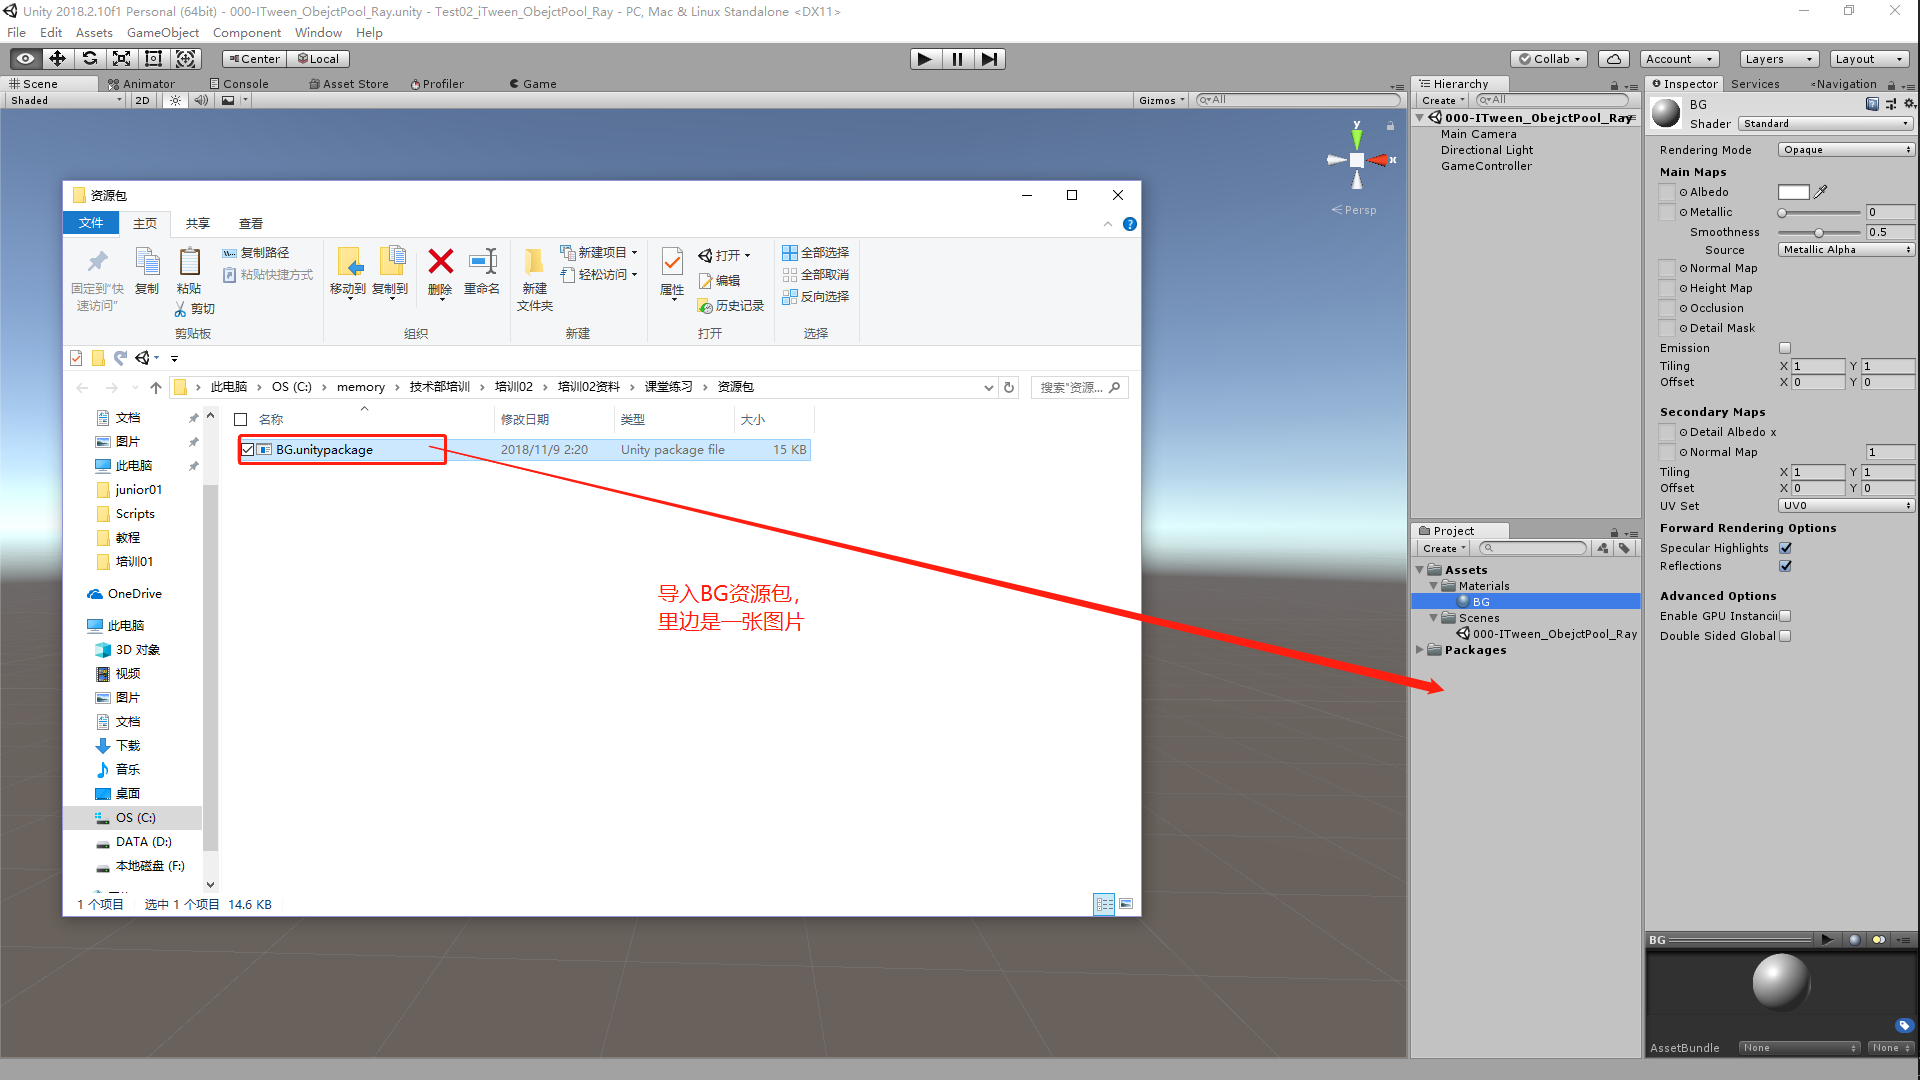 Unity 2018.2.10f1 Personal (64bit) - 000-ITween_ObejctPool_Ray.unity - Test02_iTween_ObejctPool_Ray - PC, Mac & Linux Standalone <DX11>
File Edit Assets GameObject Component Window Help
Center Local
Collab Account Layers Layout
Scene Animator Console Asset Store Profiler Game
Shaded 2D Gizmos All
y
x
Persp
Hierarchy
Create All
000-ITween_ObejctPool_Ray
Main Camera
Directional Light
GameController
资源包
文件 主页 共享 查看
固定到"快速访问"
复制
粘贴
复制路径
粘贴快捷方式
剪切
剪贴板
移动到 复制到 删除 重命名
组织
新建文件夹
新建项目
轻松访问
新建
属性
打开
编辑
历史记录
打开
全部选择
全部取消
反向选择
选择
此电脑 OS (C:) memory 技术部培训 培训02 培训02资料 课堂练习 资源包
搜索"资源...
名称 修改日期 类型 大小
BG.unitypackage 2018/11/9 2:20 Unity package file 15 KB
文档
图片
此电脑
junior01
Scripts
教程
培训01
OneDrive
此电脑
3D 对象
视频
图片
文档
下载
音乐
桌面
OS (C:)
DATA (D:)
本地磁盘 (F:)
1 个项目 选中 1 个项目 14.6 KB
导入BG资源包，
里边是一张图片
Project
Create
Assets
Materials
BG
Scenes
000-ITween_ObejctPool_Ray
Packages
Inspector Services Navigation
BG
Shader Standard
Rendering Mode Opaque
Main Maps
Albedo
Metallic 0
Smoothness 0.5
Source Metallic Alpha
Normal Map
Height Map
Occlusion
Detail Mask
Emission
Tiling X 1 Y 1
Offset X 0 Y 0
Secondary Maps
Detail Albedo x
Normal Map 1
Tiling X 1 Y 1
Offset X 0 Y 0
UV Set UV0
Forward Rendering Options
Specular Highlights
Reflections
Advanced Options
Enable GPU Instanci
Double Sided Global
BG
AssetBundle None None